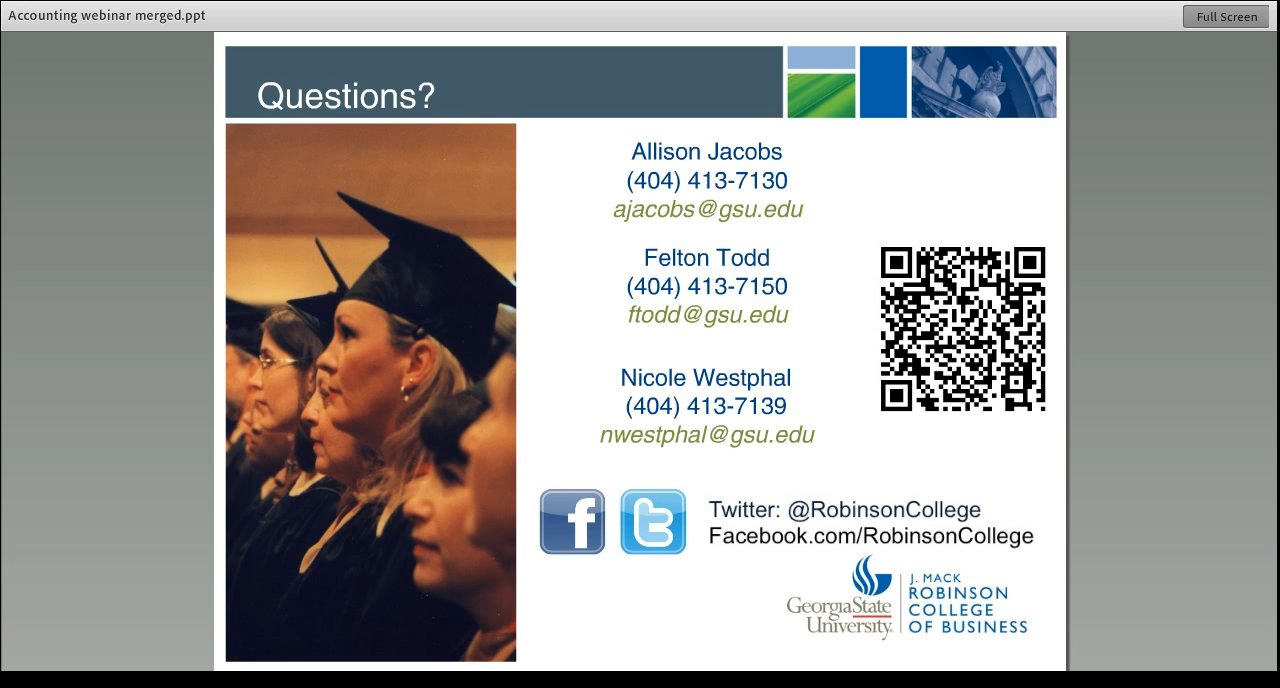 Accounting webinar merged.ppt
Full Screen
Questions?
Allison Jacobs
(404) 413-7130
ajacobs@gsu.edu
Felton Todd
(404) 413-7150
ftodd@gsu.edu
Nicole Westphal
(404) 413-7139
nwestphal@gsu.edu
Twitter: @RobinsonCollege
Facebook.com/RobinsonCollege
GeorgiaState
University.
J. MACK
ROBINSON
COLLEGE
OF BUSINESS